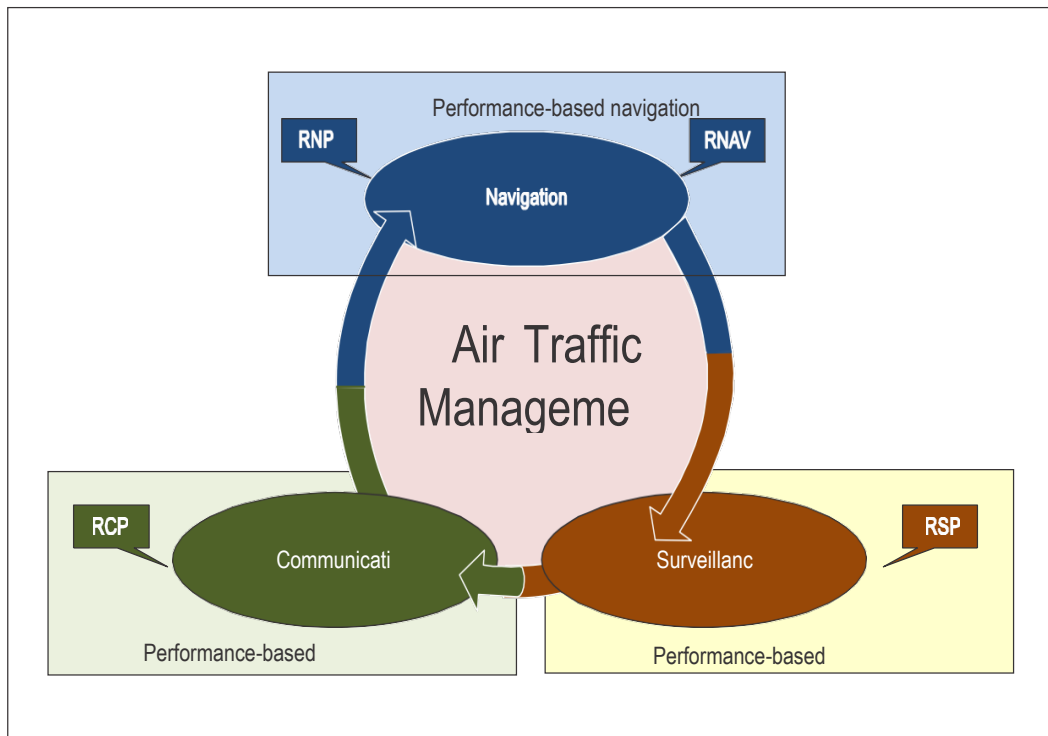 Performance-based navigation
RNP
RNAV
Navigation
Air Traffic
Manageme
RCP
RSP
Communicati
Surveillanc
Performance-based
Performance-based